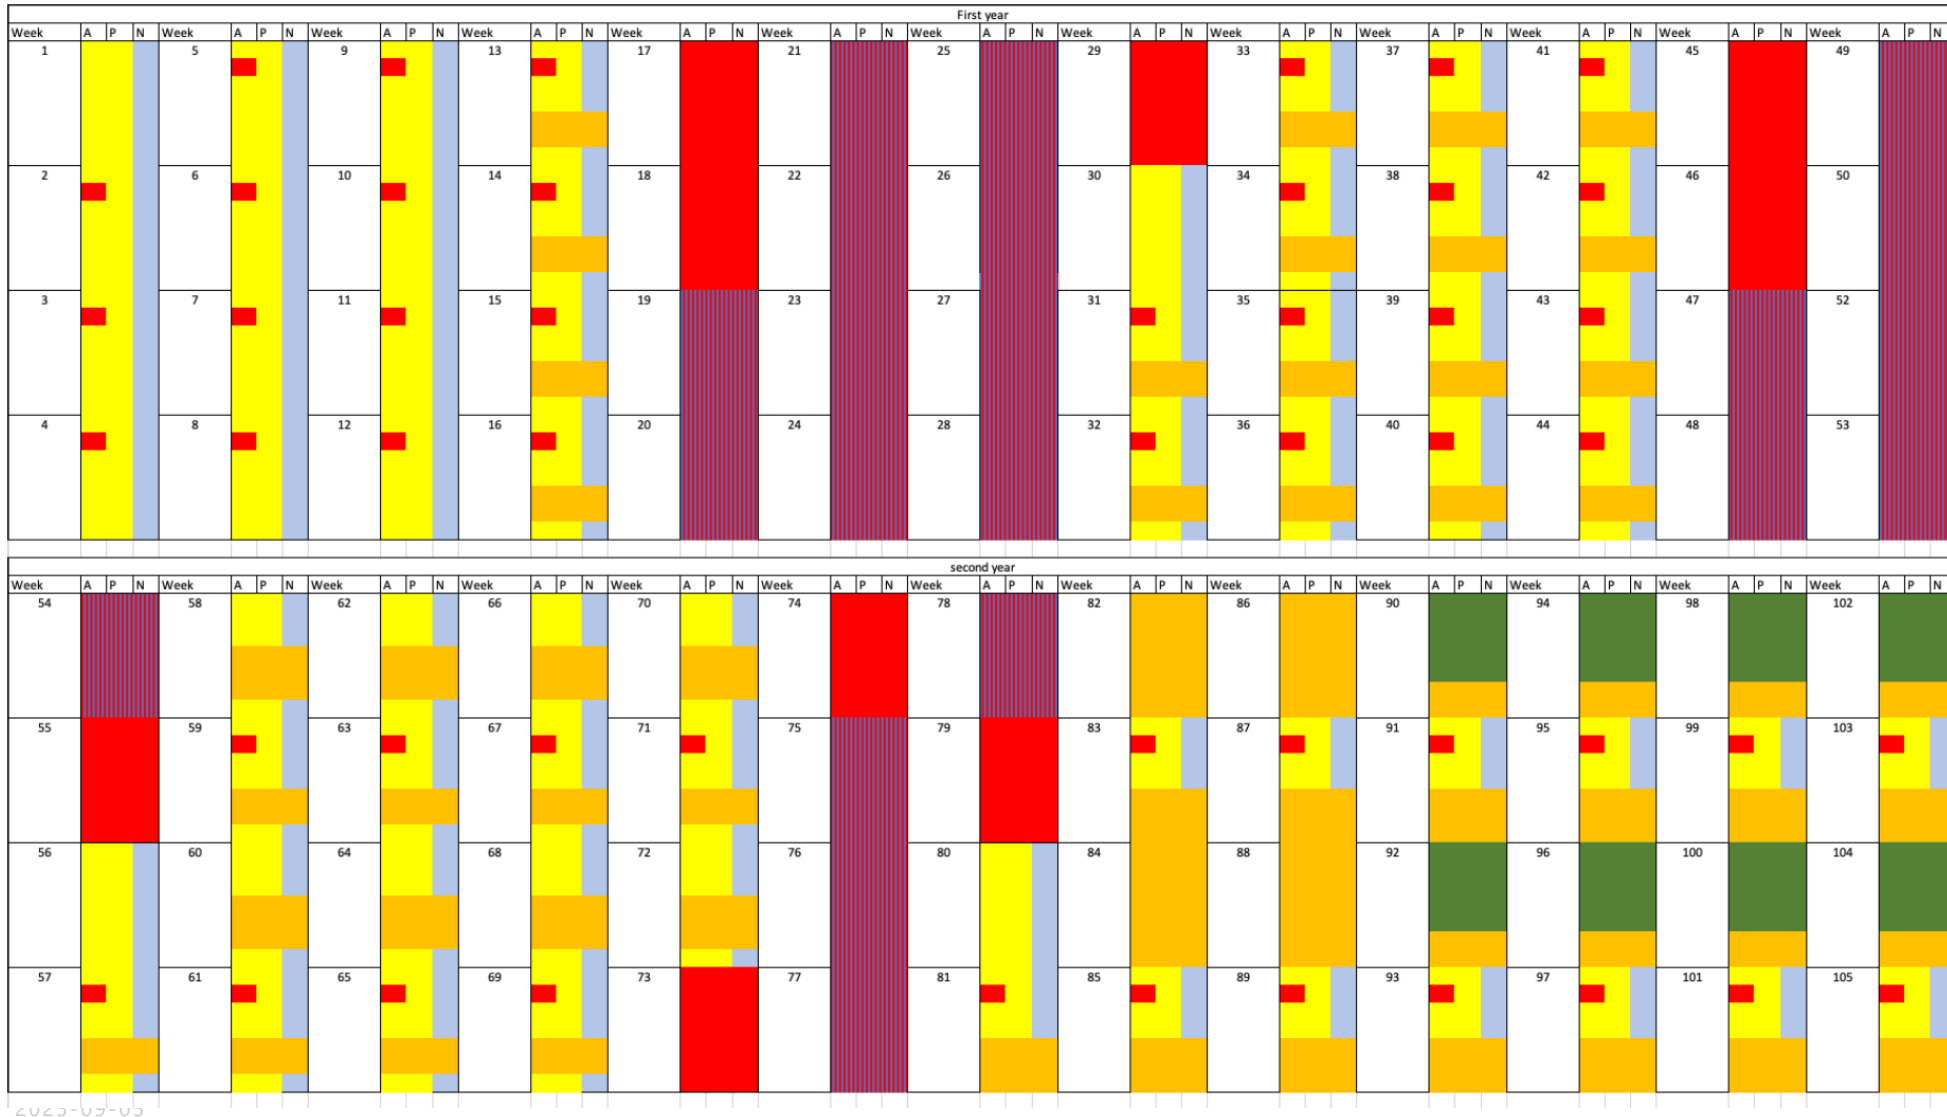 First year
Week A P N Week A P N Week A P N Week A P N Week A P N Week A P N Week A P N Week A P N Week A P N Week A P N Week A P N Week A P N Week A P N
1 5 9 13 17 21 25 29 33 37 41 45 49
2 6 10 14 18 22 26 30 34 38 42 46 50
3 7 11 15 19 23 27 31 35 39 43 47 52
4 8 12 16 20 24 28 32 36 40 44 48 53
second year
Week A P N Week A P N Week A P N Week A P N Week A P N Week A P N Week A P N Week A P N Week A P N Week A P N Week A P N Week A P N Week A P N
54 58 62 66 70 74 78 82 86 90 94 98 102
55 59 63 67 71 75 79 83 87 91 95 99 103
56 60 64 68 72 76 80 84 88 92 96 100 104
57 61 65 69 73 77 81 85 89 93 97 101 105